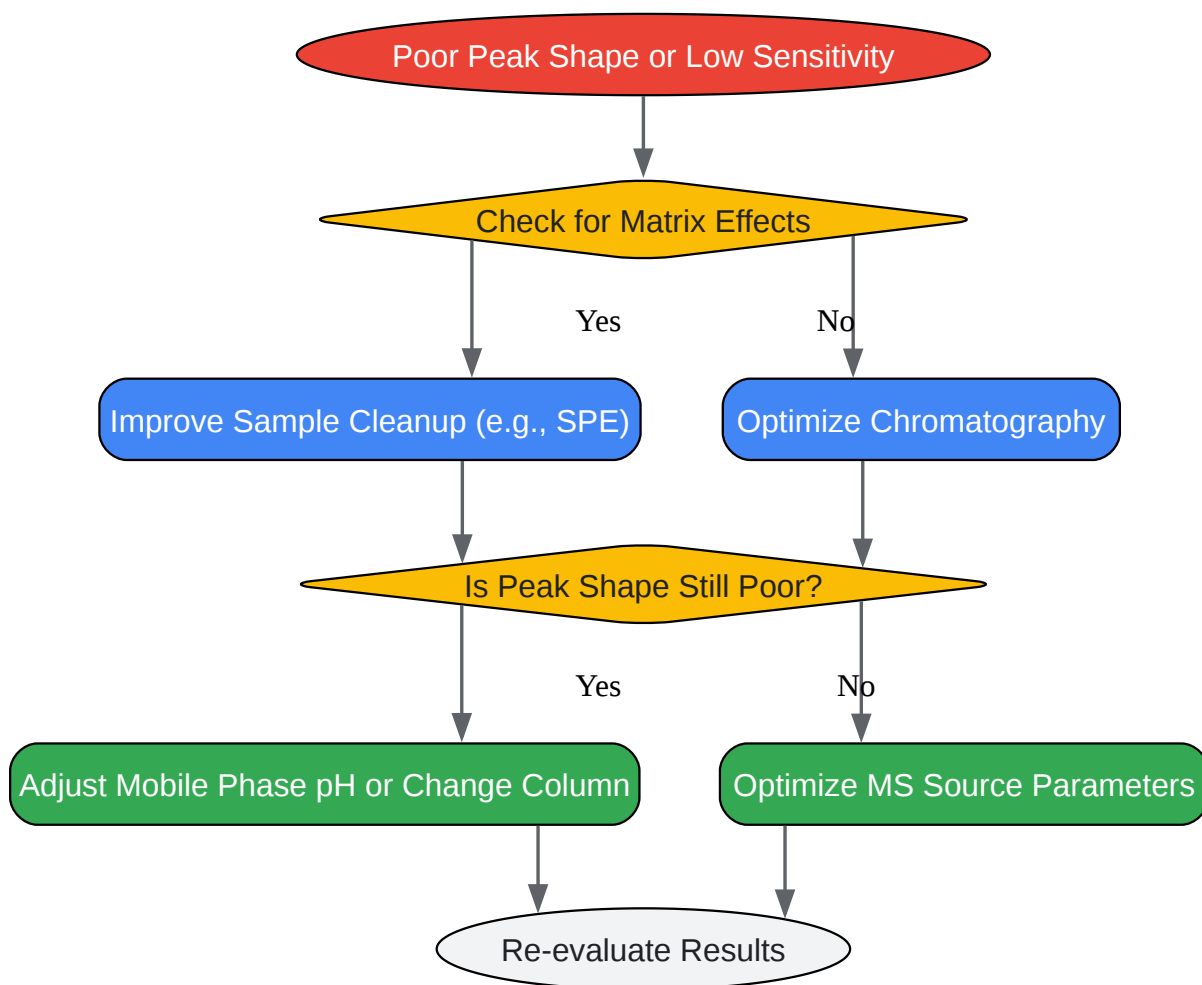 Poor Peak Shape or Low Sensitivity
Check for Matrix Effects
Yes
No
Improve Sample Cleanup (e.g., SPE)
Optimize Chromatography
Is Peak Shape Still Poor?
Yes
No
Adjust Mobile Phase pH or Change Column
Optimize MS Source Parameters
Re-evaluate Results